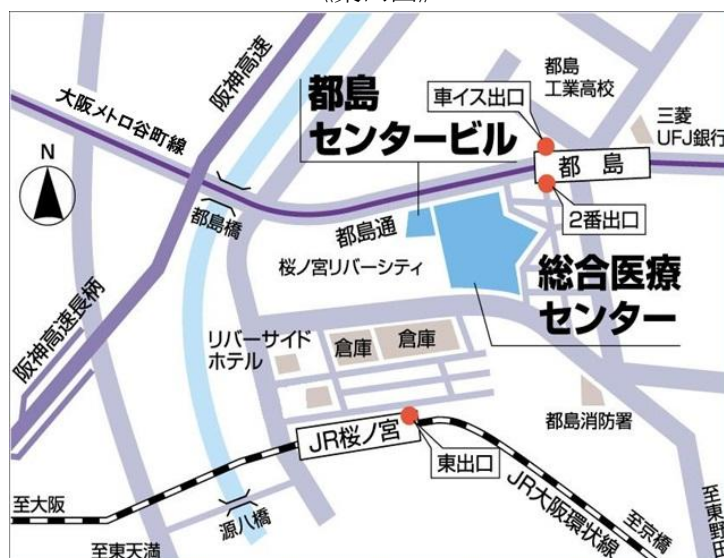 阪神高速
大阪メトロ谷町線
N
都島
センタービル
車イス出口
都島
工業高校
三菱
UFJ銀行
都島
2番出口
都島橋
都島通
桜ノ宮リバーシティ
総合医療
センター
阪神高速長柄
リバーサイド
ホテル
倉庫
倉庫
都島消防署
JR桜ノ宮
東出口
JR大阪環状線
至大阪
源八橋
至東天満
至京橋